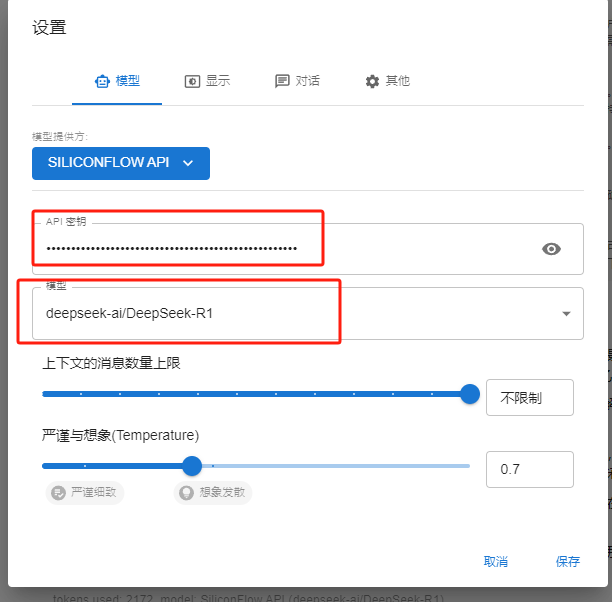 设置
模型 显示 对话 其他
模型提供方:
SILICONFLOW API
API 密钥
••••••••••••••••••••••••••••••••••••••••••••••••••
模型
deepseek-ai/DeepSeek-R1
上下文的消息数量上限
不限制
严谨与想象(Temperature)
0.7
严谨细致 想象发散
取消 保存
tokens used: 2172, model: SiliconFlow API (deepseek-ai/DeepSeek-R1)